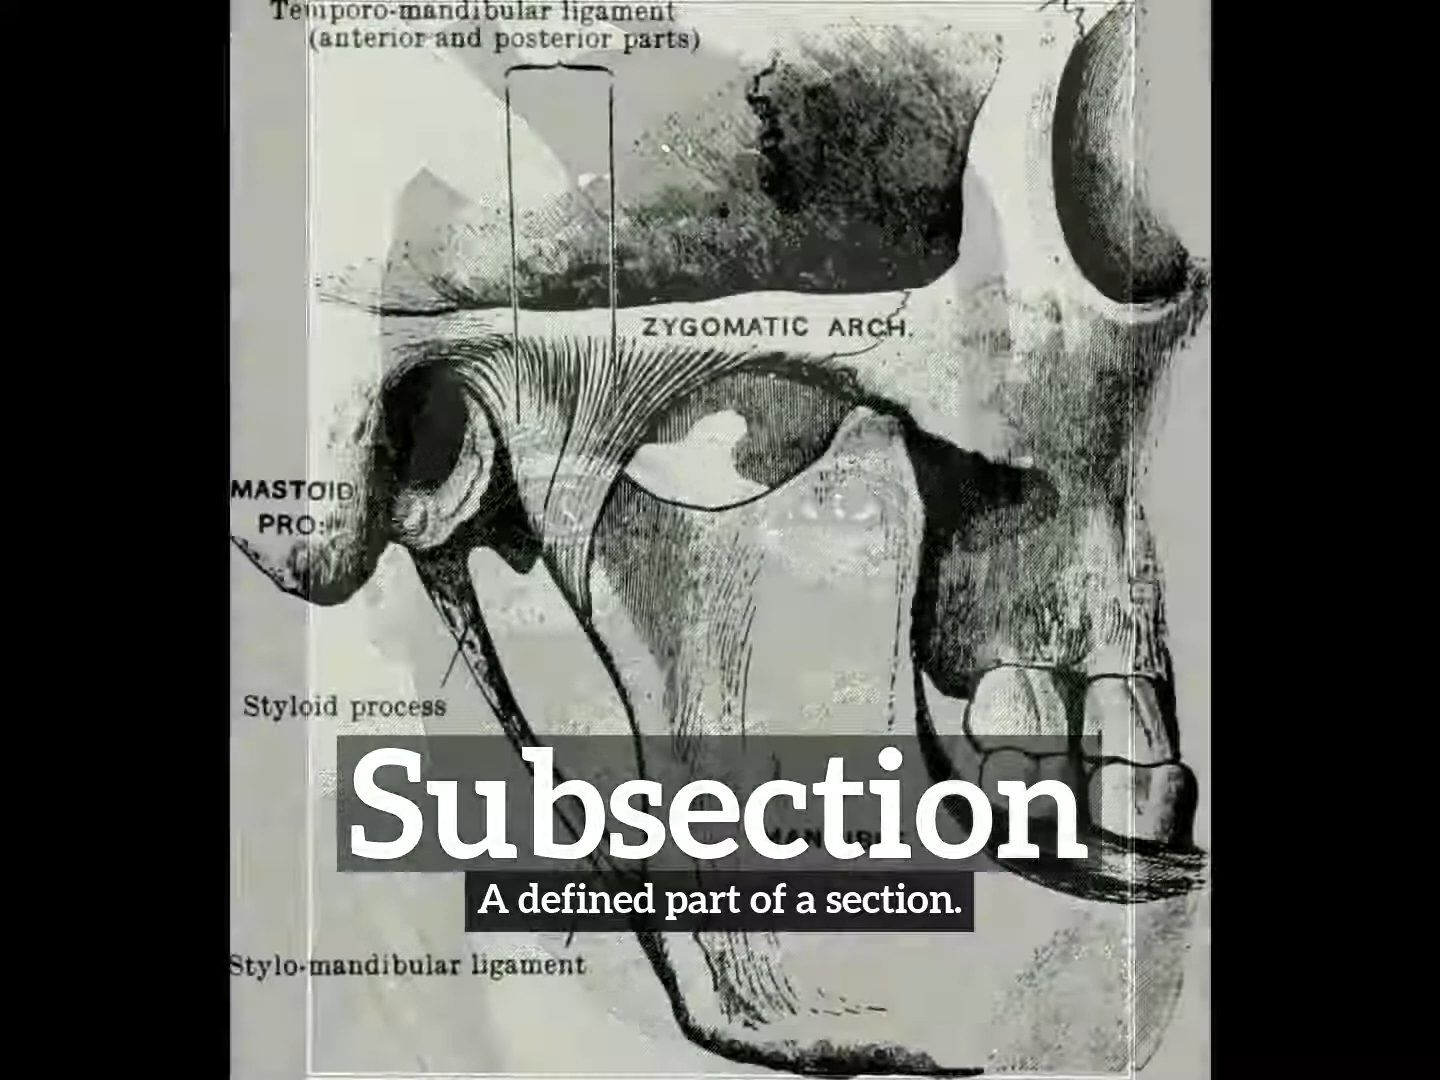 Temporo-mandibular ligament
(anterior and posterior parts)
ZYGOMATIC ARCH.
MASTOID
PRO:
Styloid process
Subsection
A defined part of a section.
Stylo-mandibular ligament